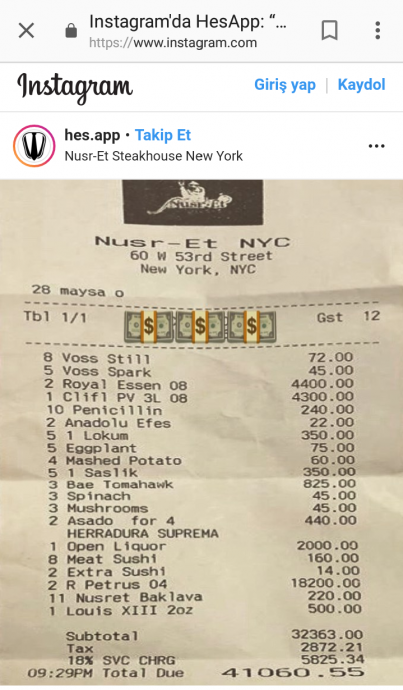 Instagram'da HesApp: “...
https://www.instagram.com
Instagram
Giriş yap | Kaydol
hes.app • Takip Et
Nusr-Et Steakhouse New York
Nusr-Et
Nusr-Et NYC
60 W 53rd Street
New York, NYC
28 maysa o
Tbl 1/1 Gst 12
8 Voss Still 72.00
5 Voss Spark 45.00
2 Royal Essen 08 4400.00
1 Clifl PV 3L 08 4300.00
10 Penicillin 240.00
2 Anadolu Efes 22.00
5 1 Lokum 350.00
5 Eggplant 75.00
4 Mashed Potato 60.00
5 1 Saslik 350.00
3 Bae Tomahawk 825.00
3 Spinach 45.00
3 Mushrooms 45.00
2 Asado for 4 440.00
HERRADURA SUPREMA
1 Open Liquor 2000.00
8 Meat Sushi 160.00
2 Extra Sushi 14.00
2 R Petrus 04 18200.00
11 Nusret Baklava 220.00
1 Louis XIII 2oz 500.00
Subtotal 32363.00
Tax 2872.21
18% SVC CHRG 5825.34
09:29PM Total Due 41060.55